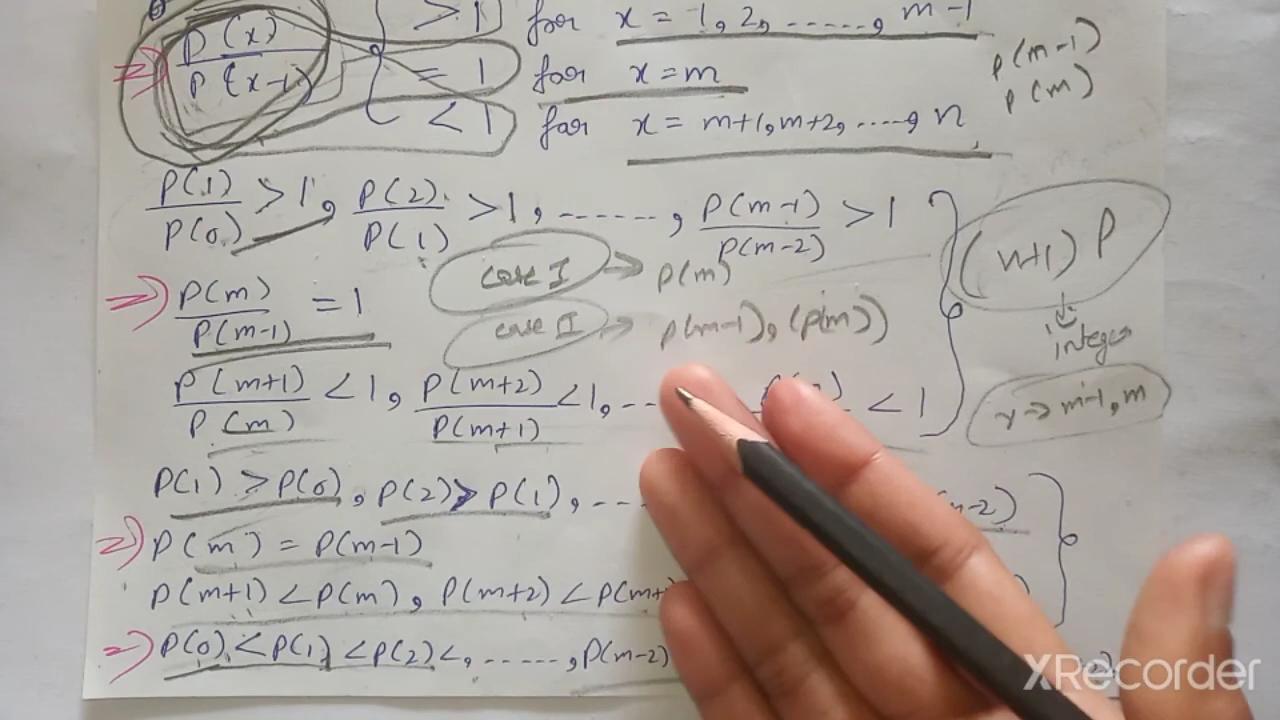 > 1 for x = 1, 2, ....., m-1
=> P(x) / P(x-1) = 1 for x = m
< 1 for x = m+1, m+2, ....., n
P(m-1)
P(m)
P(1)/P(0) > 1, P(2)/P(1) > 1, ......, P(m-1)/P(m-2) > 1
(n+1) P
integer
r -> m-1, m
case I -> P(m)
=> P(m)/P(m-1) = 1
case II -> P(m-1), (P(m))
P(m+1)/P(m) < 1, P(m+2)/P(m+1) < 1, .. < 1
P(1) > P(0), P(2) > P(1), .. m-2)
=> P(m) = P(m-1)
P(m+1) < P(m), P(m+2) < P(m+
=> P(0) < P(1) < P(2) <, ......, P(m-2)
XRecorder